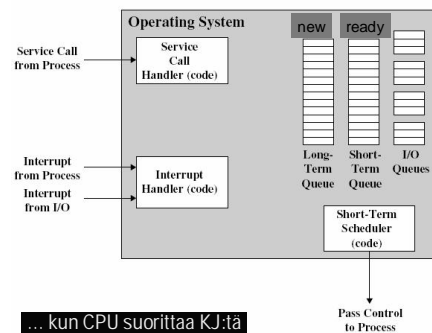 Operating System
new
ready
Service Call
from Process
Service
Call
Handler (code)
Interrupt
from Process
Interrupt
from I/O
Interrupt
Handler (code)
Long-
Term
Queue
Short-
Term
Queue
I/O
Queues
Short-Term
Scheduler
(code)
... kun CPU suorittaa KJ:tä
Pass Control
to Process